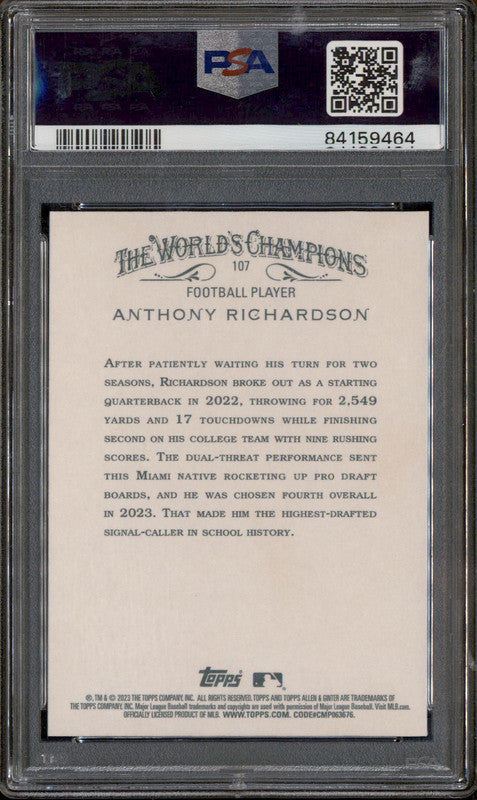 PSA
84159464
THE WORLD'S CHAMPIONS
107
FOOTBALL PLAYER
ANTHONY RICHARDSON
AFTER PATIENTLY WAITING HIS TURN FOR TWO
SEASONS, RICHARDSON BROKE OUT AS A STARTING
QUARTERBACK IN 2022, THROWING FOR 2,549
YARDS AND 17 TOUCHDOWNS WHILE FINISHING
SECOND ON HIS COLLEGE TEAM WITH NINE RUSHING
SCORES. THE DUAL-THREAT PERFORMANCE SENT
THIS MIAMI NATIVE ROCKETING UP PRO DRAFT
BOARDS, AND HE WAS CHOSEN FOURTH OVERALL
IN 2023. THAT MADE HIM THE HIGHEST-DRAFTED
SIGNAL-CALLER IN SCHOOL HISTORY.
Topps
®, TM & © 2023 THE TOPPS COMPANY, INC. ALL RIGHTS RESERVED. TOPPS AND TOPPS ALLEN & GINTER ARE TRADEMARKS OF
THE TOPPS COMPANY, INC. Major League Baseball trademarks and copyrights are used with permission of Major League Baseball. Visit MLB.com.
OFFICIALLY LICENSED PRODUCT OF MLB. WWW.TOPPS.COM. CODE#CMP063676.